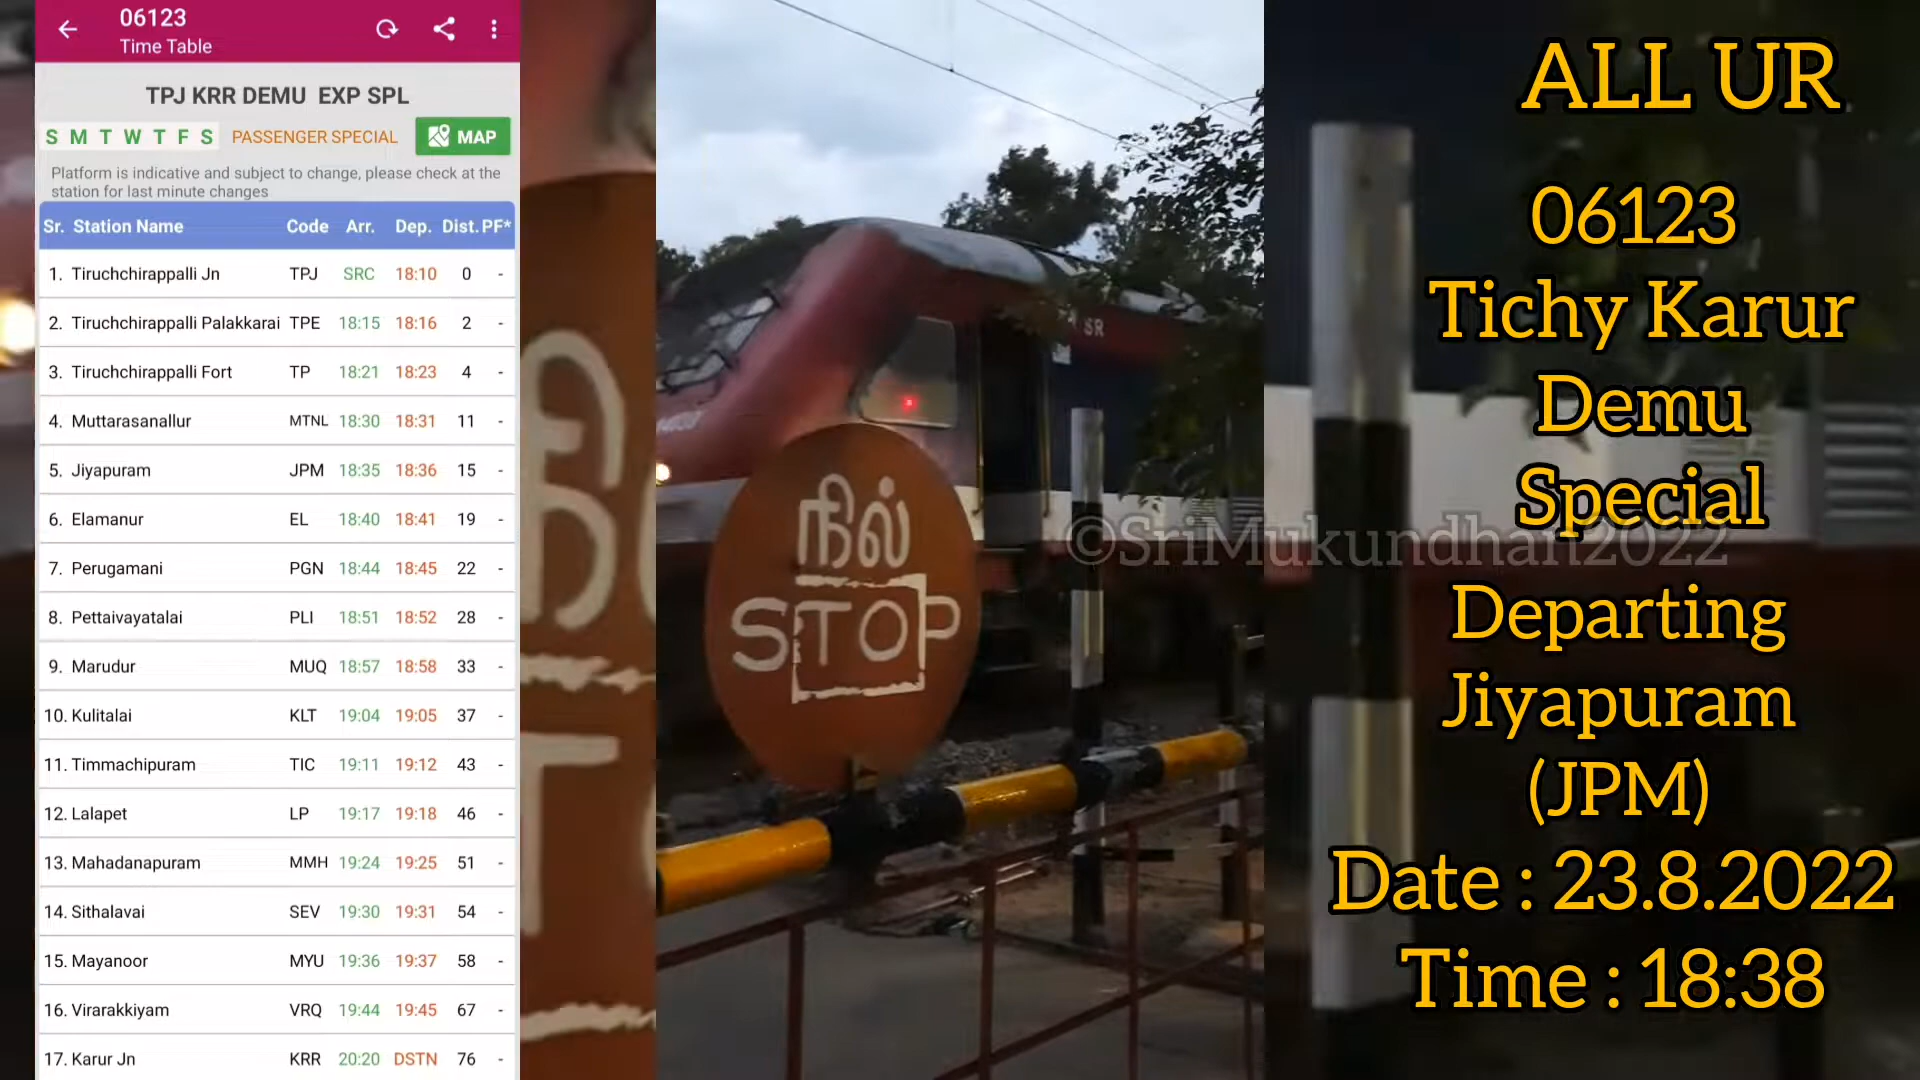 06123
Time Table
TPJ KRR DEMU EXP SPL
S M T W T F S PASSENGER SPECIAL MAP
Platform is indicative and subject to change, please check at the
station for last minute changes
Sr. Station Name Code Arr. Dep. Dist. PF*
1. Tiruchchirappalli Jn TPJ SRC 18:10 0 -
2. Tiruchchirappalli Palakkarai TPE 18:15 18:16 2 -
3. Tiruchchirappalli Fort TP 18:21 18:23 4 -
4. Muttarasanallur MTNL 18:30 18:31 11 -
5. Jiyapuram JPM 18:35 18:36 15 -
6. Elamanur EL 18:40 18:41 19 -
7. Perugamani PGN 18:44 18:45 22 -
8. Pettaivayatalai PLI 18:51 18:52 28 -
9. Marudur MUQ 18:57 18:58 33 -
10. Kulitalai KLT 19:04 19:05 37 -
11. Timmachipuram TIC 19:11 19:12 43 -
12. Lalapet LP 19:17 19:18 46 -
13. Mahadanapuram MMH 19:24 19:25 51 -
14. Sithalavai SEV 19:30 19:31 54 -
15. Mayanoor MYU 19:36 19:37 58 -
16. Virarakkiyam VRQ 19:44 19:45 67 -
17. Karur Jn KRR 20:20 DSTN 76 -
SR
நில்
STOP
©SriMukundhan2022
ALL UR
06123
Tichy Karur
Demu
Special
Departing
Jiyapuram
(JPM)
Date : 23.8.2022
Time : 18:38